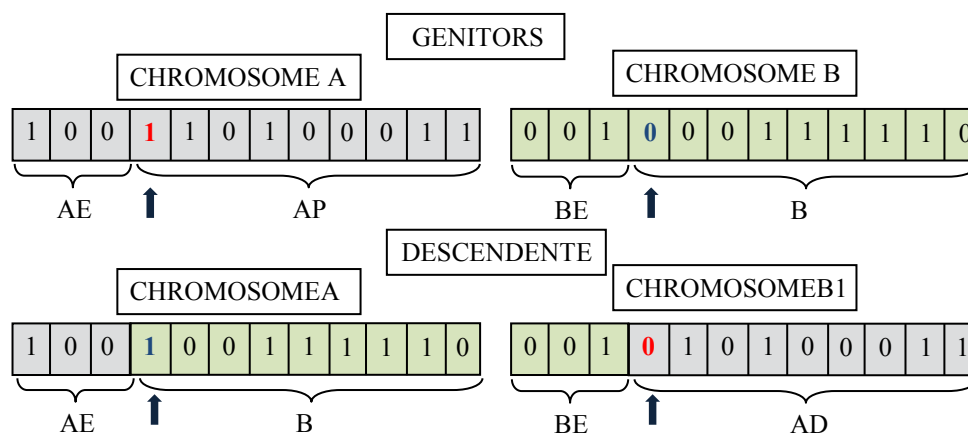 GENITORS
CHROMOSOME A
CHROMOSOME B
1 0 0 1 1 0 1 0 0 0 1 1
0 0 1 0 0 0 1 1 1 1 1 0
AE
AP
BE
B
DESCENDENTE
CHROMOSOMEA
CHROMOSOMEB1
1 0 0 1 0 0 1 1 1 1 1 0
0 0 1 0 1 0 1 0 0 0 1 1
AE
B
BE
AD